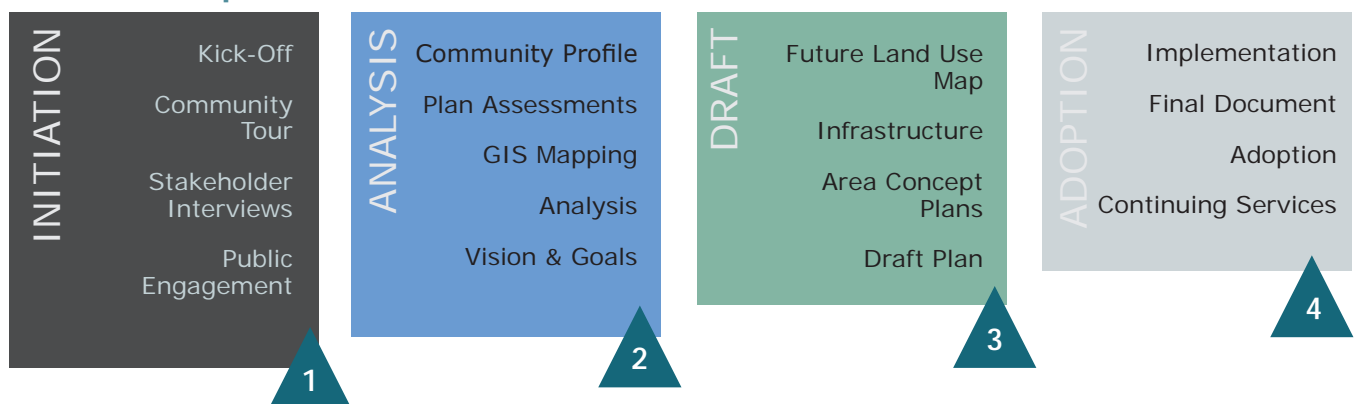 INITIATION
Kick-Off
Community
Tour
Stakeholder
Interviews
Public
Engagement
1
ANALYSIS
Community Profile
Plan Assessments
GIS Mapping
Analysis
Vision & Goals
2
DRAFT
Future Land Use
Map
Infrastructure
Area Concept
Plans
Draft Plan
3
ADOPTION
Implementation
Final Document
Adoption
Continuing Services
4